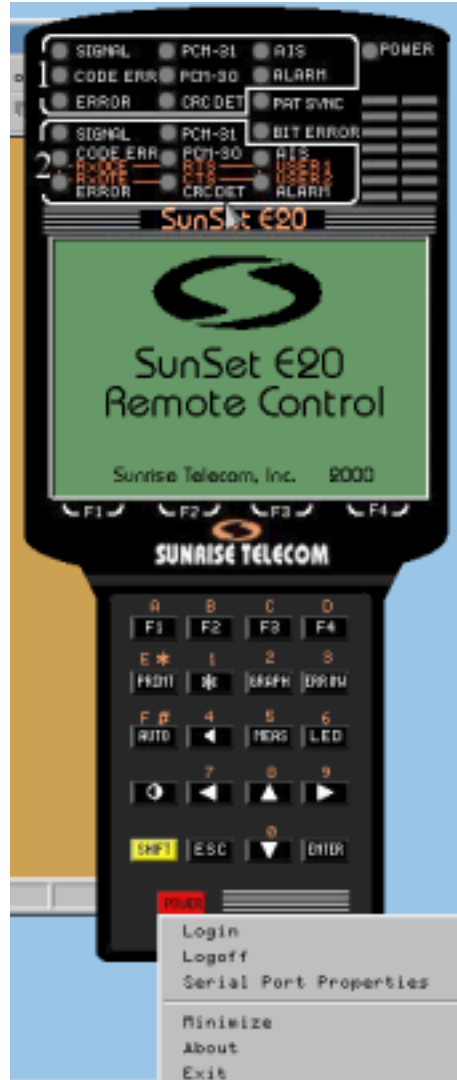 SIGNAL PCM-31 AIS POWER
1 CODE ERR PCM-30 ALARM
ERROR CRC DET PAT SYNC
SIGNAL PCM-31 BIT ERROR
2 CODE ERR PCM-30 AIS
ERROR CRC DET ALARM
SunSet E20
SunSet E20
Remote Control
Sunrise Telecom, Inc. 2000
F1 F2 F3 F4
SUNRISE TELECOM
A B C D
F1 F2 F3 F4
E * 1 2 3
PRINT * GRAPH ERR INJ
F # 4 5 6
AUTO MEAS LED
7 8 9
0
SHIFT ESC ENTER
POWER
Login
Logoff
Serial Port Properties
Minimize
About
Exit